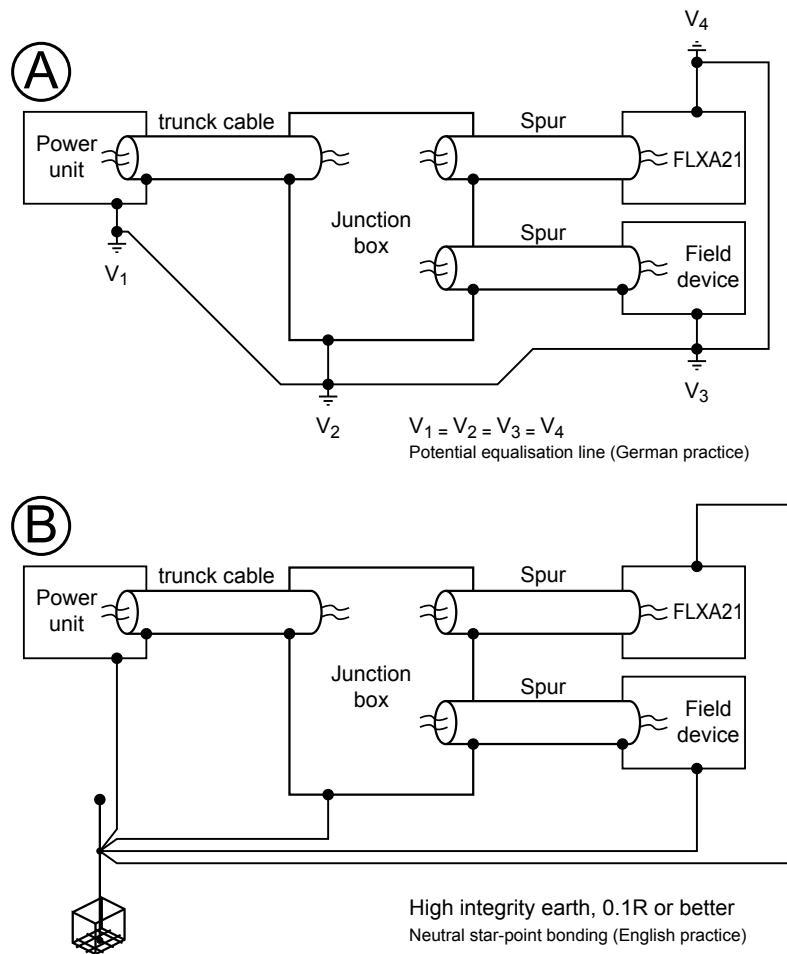 V4
A
trunck cable
Spur
Power
unit
FLXA21
Junction
box
Spur
Field
device
V1
V3
V2
V1 = V2 = V3 = V4
Potential equalisation line (German practice)
B
trunck cable
Spur
Power
unit
FLXA21
Junction
box
Spur
Field
device
High integrity earth, 0.1R or better
Neutral star-point bonding (English practice)